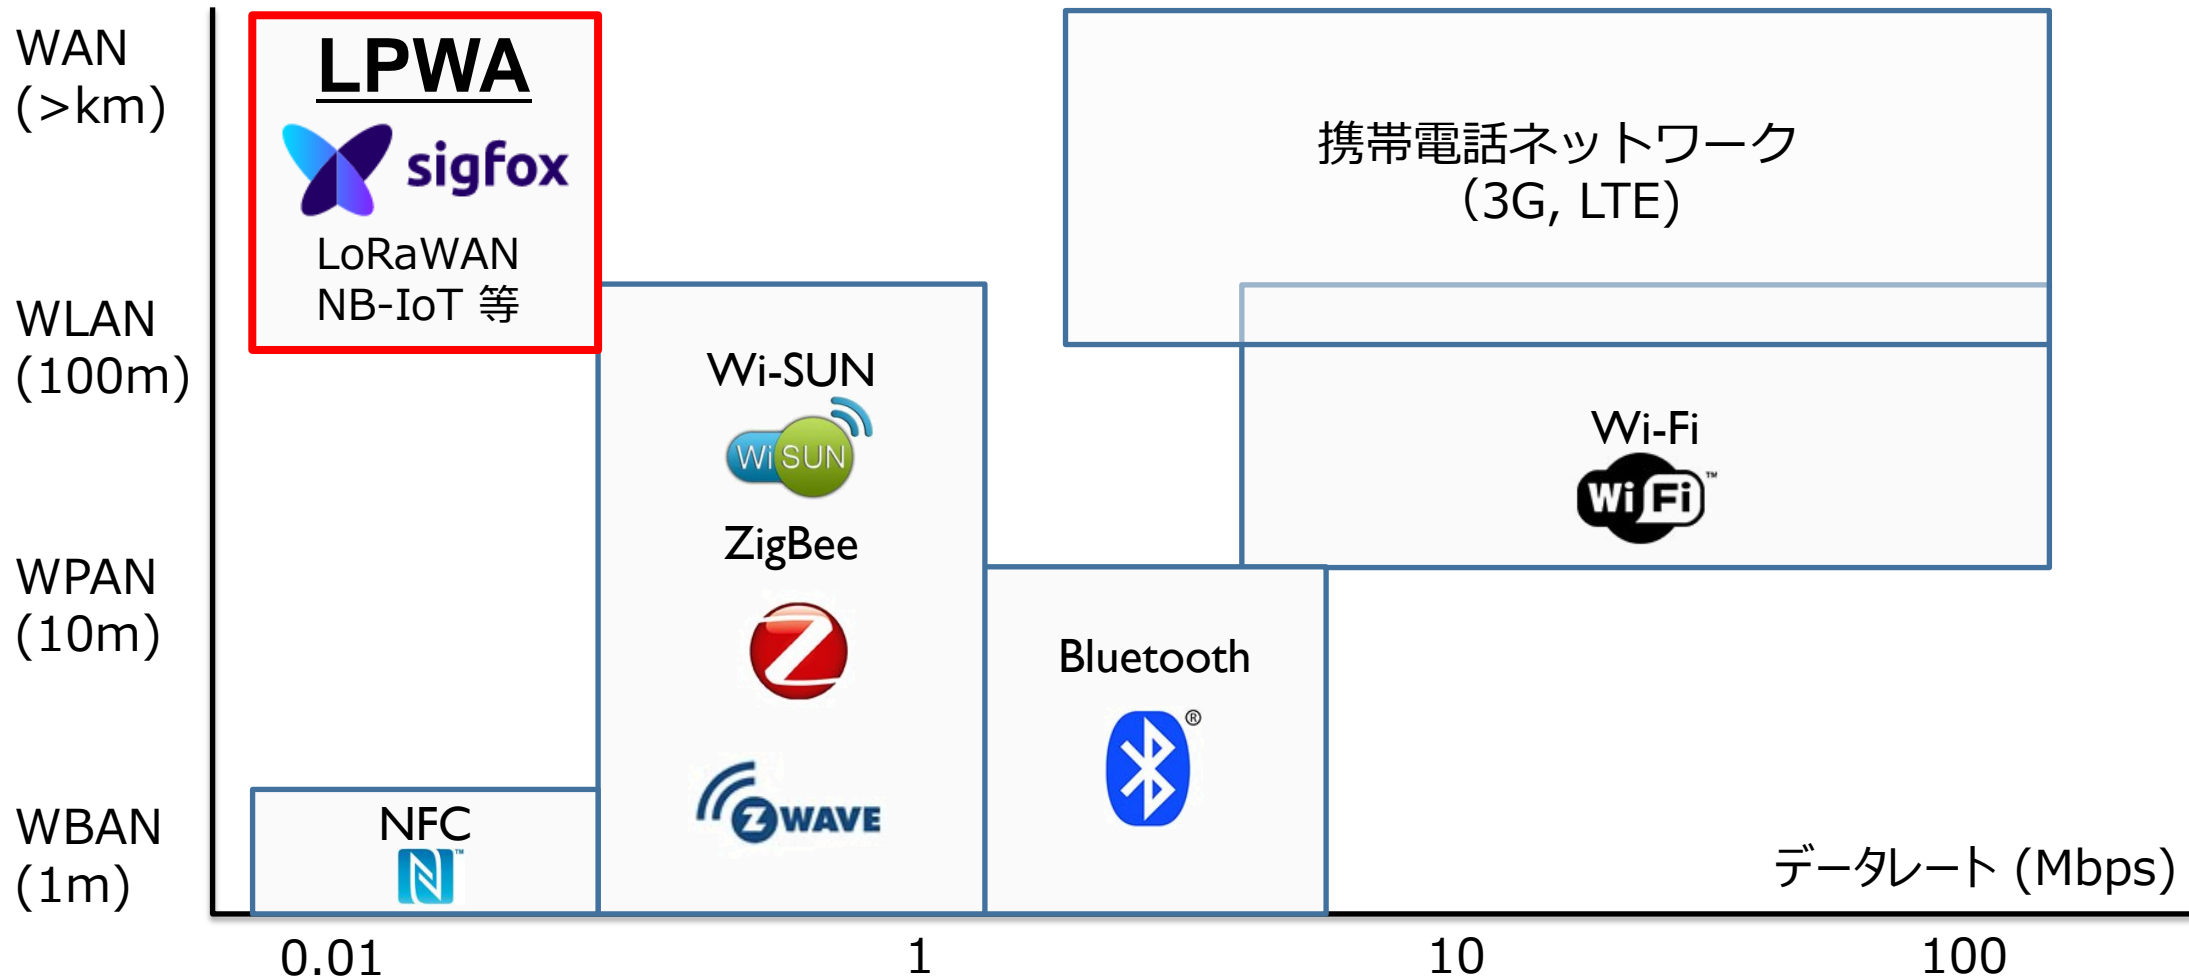 WAN
(>km)
WLAN
(100m)
WPAN
(10m)
WBAN
(1m)
LPWA
sigfox
LoRaWAN
NB-IoT 等
携帯電話ネットワーク
（3G, LTE)
Wi-SUN
Wi SUN
ZigBee
Z
Z WAVE
Wi-Fi
Wi Fi ™
Bluetooth
®
NFC
N ™
データレート (Mbps)
0.01
1
10
100